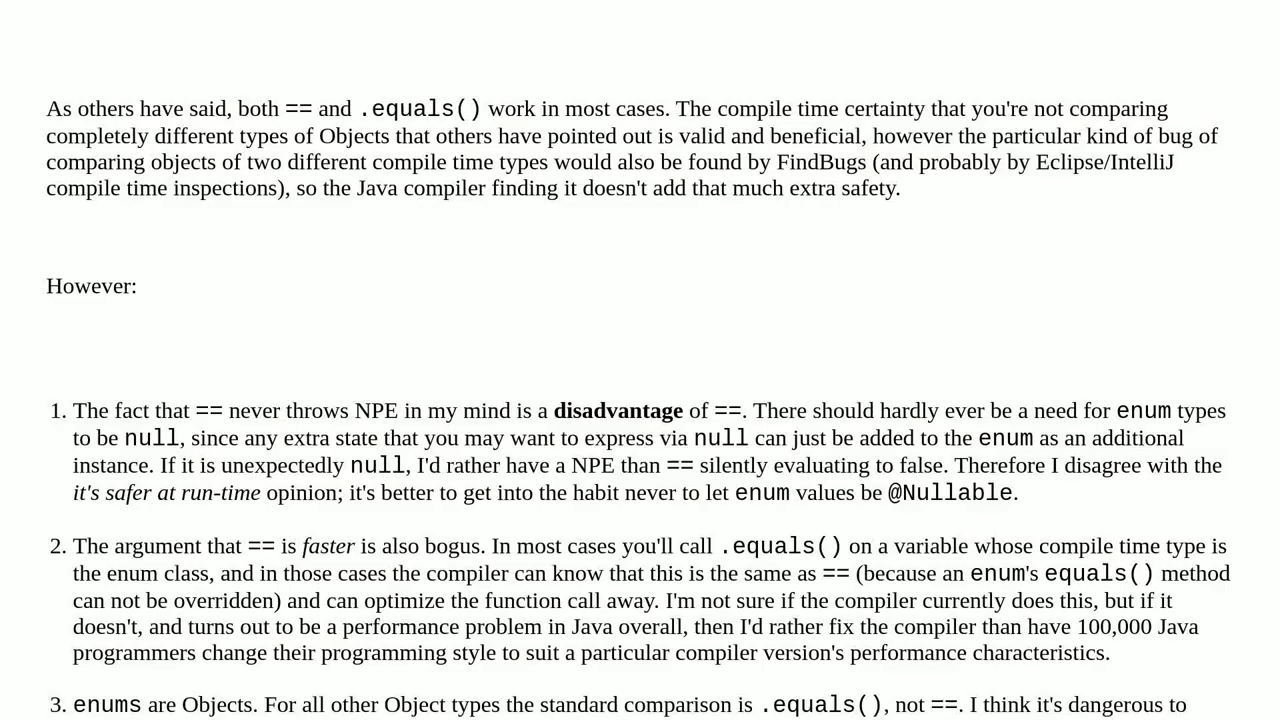 As others have said, both == and .equals() work in most cases. The compile time certainty that you're not comparing
completely different types of Objects that others have pointed out is valid and beneficial, however the particular kind of bug of
comparing objects of two different compile time types would also be found by FindBugs (and probably by Eclipse/IntelliJ
compile time inspections), so the Java compiler finding it doesn't add that much extra safety.
However:
1. The fact that == never throws NPE in my mind is a disadvantage of ==. There should hardly ever be a need for enum types
to be null, since any extra state that you may want to express via null can just be added to the enum as an additional
instance. If it is unexpectedly null, I'd rather have a NPE than == silently evaluating to false. Therefore I disagree with the
it's safer at run-time opinion; it's better to get into the habit never to let enum values be @Nullable.
2. The argument that == is faster is also bogus. In most cases you'll call .equals() on a variable whose compile time type is
the enum class, and in those cases the compiler can know that this is the same as == (because an enum's equals() method
can not be overridden) and can optimize the function call away. I'm not sure if the compiler currently does this, but if it
doesn't, and turns out to be a performance problem in Java overall, then I'd rather fix the compiler than have 100,000 Java
programmers change their programming style to suit a particular compiler version's performance characteristics.
3. enums are Objects. For all other Object types the standard comparison is .equals(), not ==. I think it's dangerous to